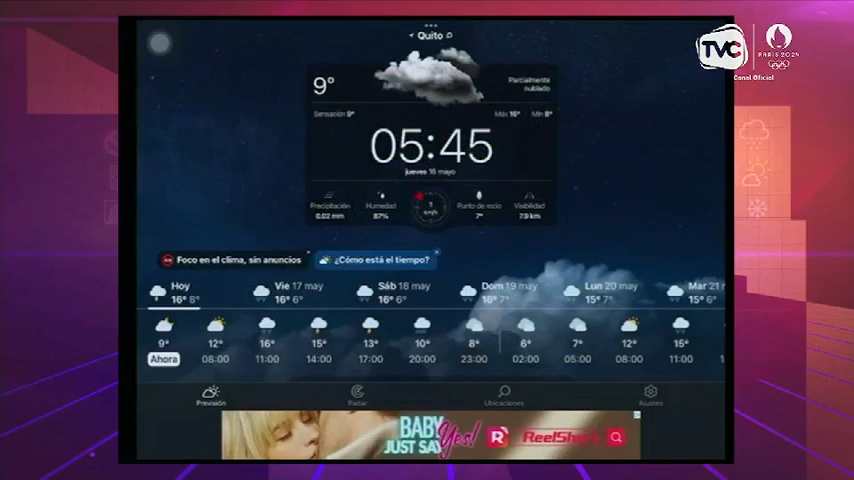 Quito
TVC
PARIS 2024
Canal Oficial
9°
Parcialmente
nublado
Sensación 9°
Máx 16° Mín 8°
05:45
jueves 16 mayo
Precipitación
0.02 mm
Humedad
87%
1
km/h
Punto de rocío
7°
Visibilidad
7.9 km
Foco en el clima, sin anuncios
¿Cómo está el tiempo?
Hoy
16° 8°
Vie 17 may
16° 6°
Sáb 18 may
16° 6°
Dom 19 may
16° 7°
Lun 20 may
15° 7°
Mar 21
15° 6°
9° 12° 16° 15° 13° 10° 8° 6° 7° 12° 15°
Ahora 08:00 11:00 14:00 17:00 20:00 23:00 02:00 05:00 08:00 11:00
Previsión
Radar
Ubicaciones
Ajustes
BABY
JUST SAY Yes!
R ReelShort